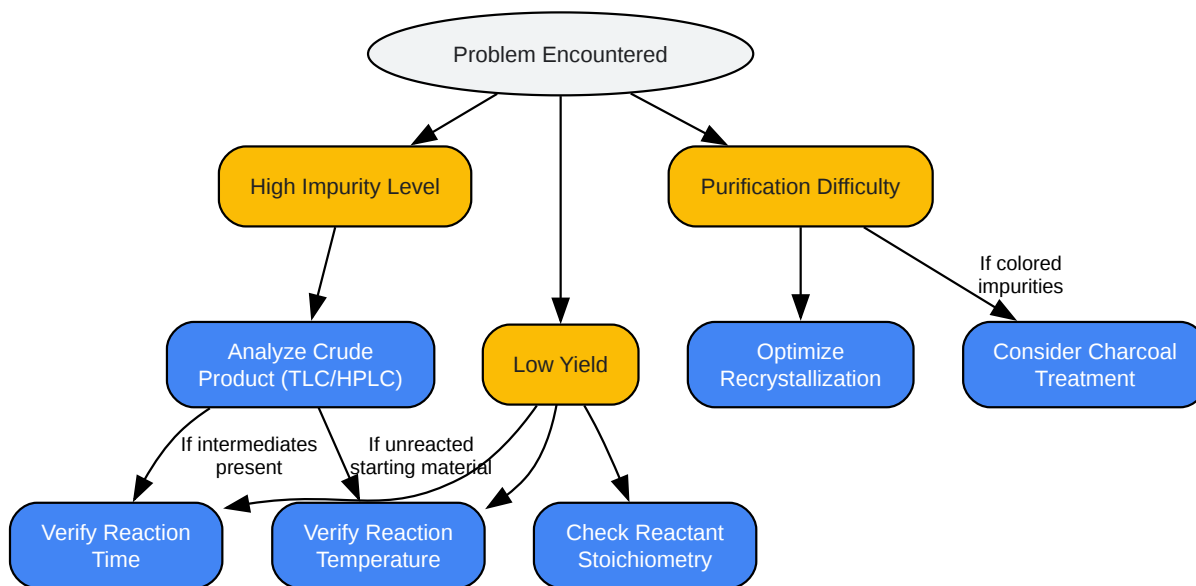 Problem Encountered
High Impurity Level
Purification Difficulty
If colored
impurities
Analyze Crude
Product (TLC/HPLC)
Low Yield
Optimize
Recrystallization
Consider Charcoal
Treatment
If intermediates
present
If unreacted
starting material
Verify Reaction
Time
Verify Reaction
Temperature
Check Reactant
Stoichiometry